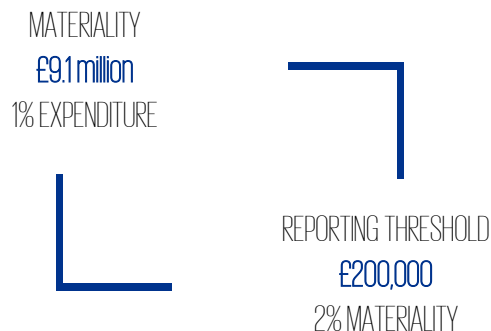 MATERIALITY
£9.1 million
1% EXPENDITURE
REPORTING THRESHOLD
£200,000
2% MATERIALITY